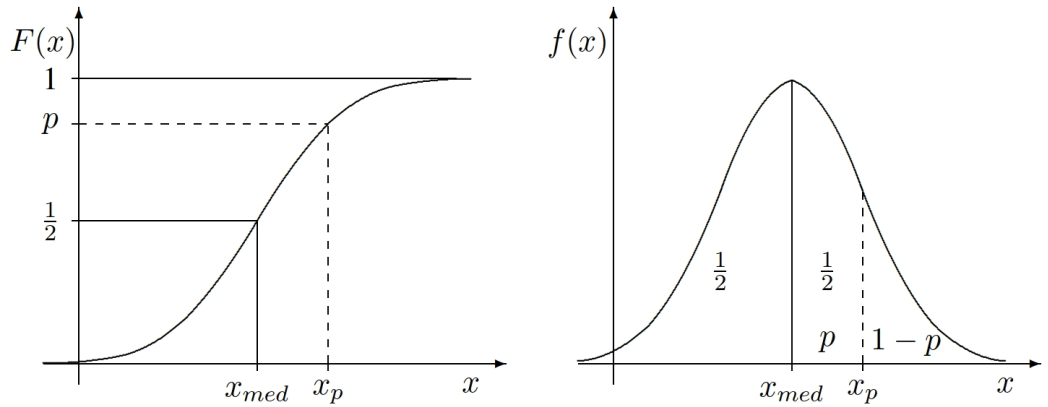 F(x)
1
p
1/2
x_med
x_p
x
f(x)
1/2
1/2
p
1 − p
x_med
x_p
x